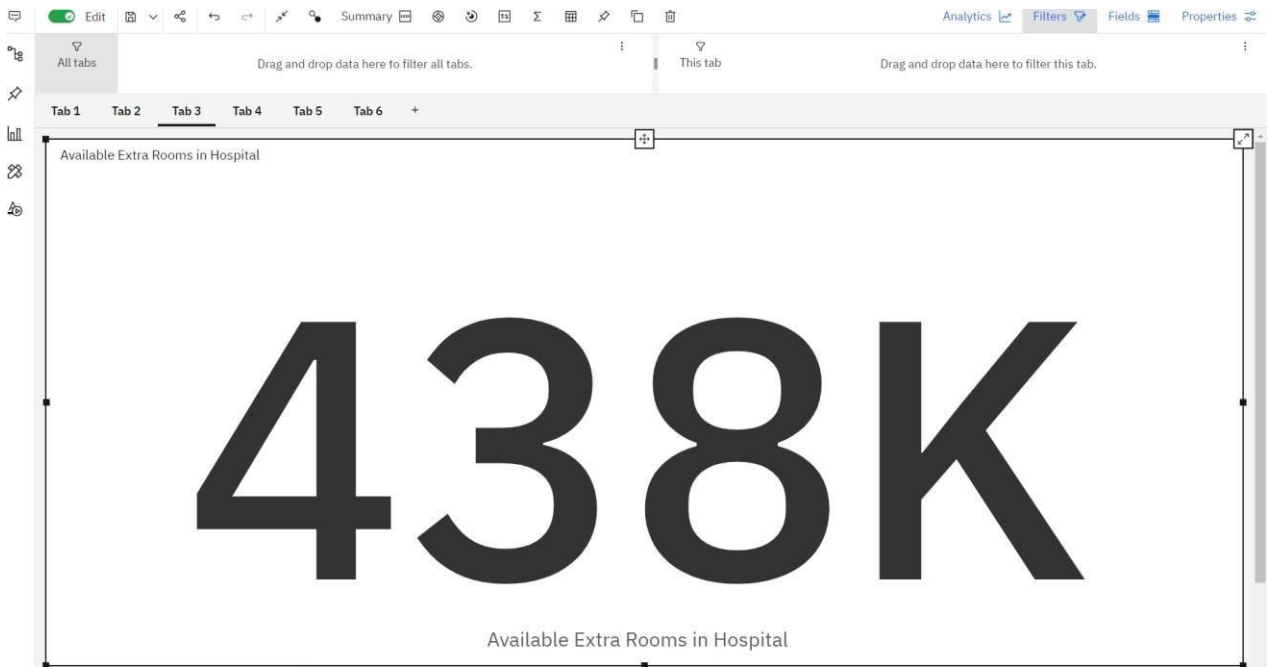 Edit Summary Analytics Filters Fields Properties
All tabs Drag and drop data here to filter all tabs. This tab Drag and drop data here to filter this tab.
Tab 1 Tab 2 Tab 3 Tab 4 Tab 5 Tab 6 +
Available Extra Rooms in Hospital
438K
Available Extra Rooms in Hospital